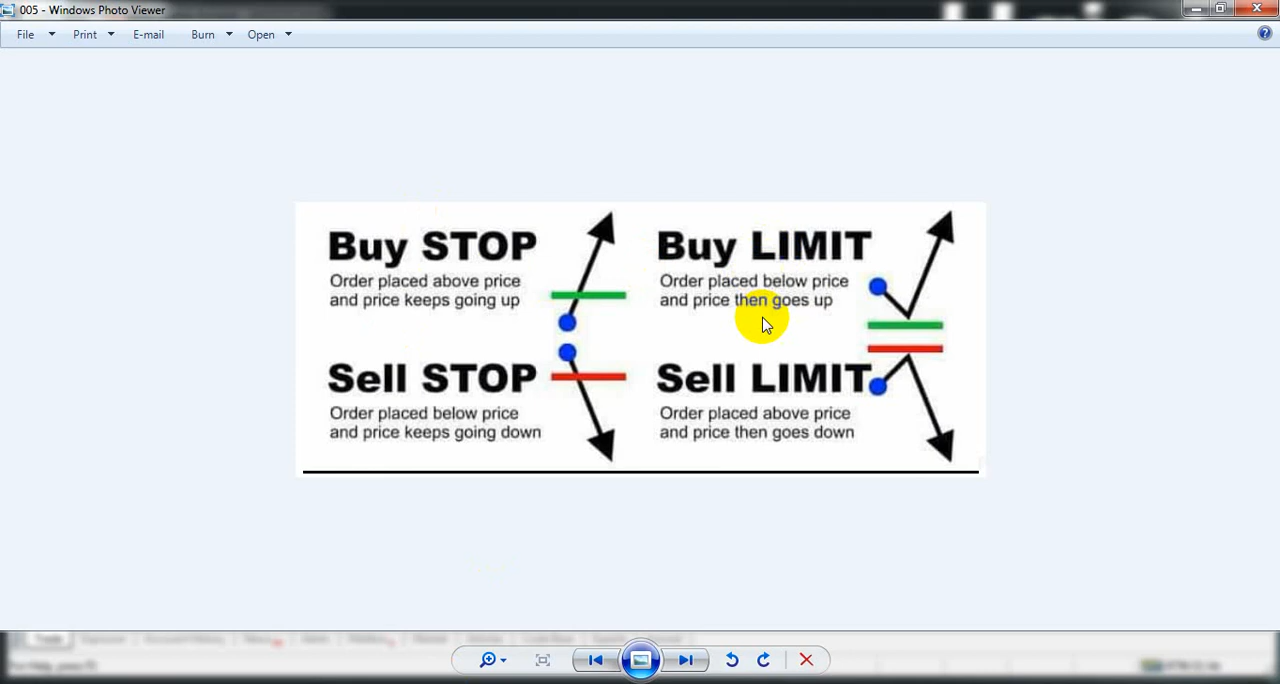 005 - Windows Photo Viewer
File Print E-mail Burn Open
Buy STOP
Order placed above price
and price keeps going up
Buy LIMIT
Order placed below price
and price then goes up
Sell STOP
Order placed below price
and price keeps going down
Sell LIMIT
Order placed above price
and price then goes down